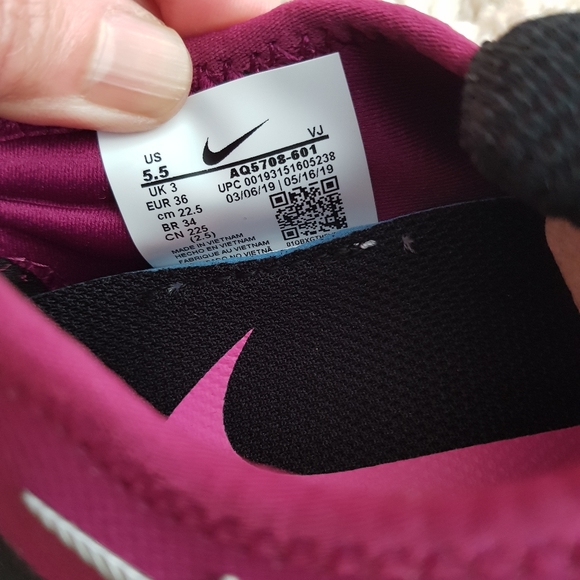 US
5.5
UK 3
EUR 36
cm 22.5
BR 34
CN 225
(2.5)
VJ
AQ5708-601
UPC 00193151605238
03/06/19 05/16/19
MADE IN VIETNAM
HECHO EN VIETNAM
FABRIQUE AU VIETNAM
VIETNÃ